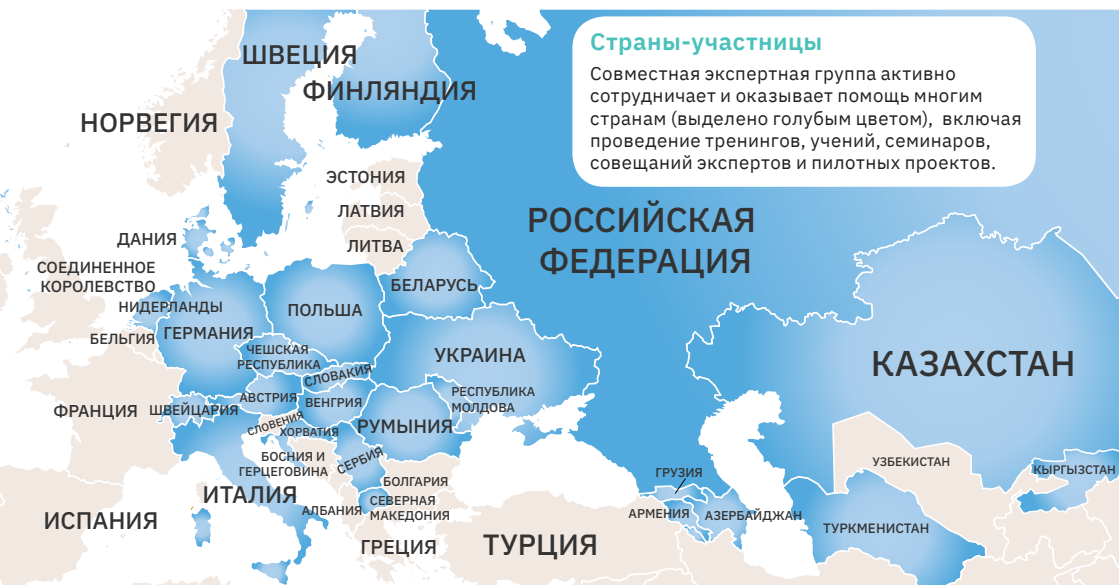 Страны-участницы
Совместная экспертная группа активно
сотрудничает и оказывает помощь многим
странам (выделено голубым цветом), включая
проведение тренингов, учений, семинаров,
совещаний экспертов и пилотных проектов.
ШВЕЦИЯ
ФИНЛЯНДИЯ
НОРВЕГИЯ
ЭСТОНИЯ
ЛАТВИЯ
ЛИТВА
РОССИЙСКАЯ
ФЕДЕРАЦИЯ
ДАНИЯ
СОЕДИНЕННОЕ
КОРОЛЕВСТВО
НИДЕРЛАНДЫ
БЕЛЬГИЯ
ГЕРМАНИЯ
ПОЛЬША
БЕЛАРУСЬ
ЧЕШСКАЯ
РЕСПУБЛИКА
СЛОВАКИЯ
УКРАИНА
КАЗАХСТАН
РЕСПУБЛИКА
МОЛДОВА
ФРАНЦИЯ
ШВЕЙЦАРИЯ
АВСТРИЯ
ВЕНГРИЯ
СЛОВЕНИЯ
ХОРВАТИЯ
РУМЫНИЯ
БОСНИЯ И
ГЕРЦЕГОВИНА
СЕРБИЯ
БОЛГАРИЯ
ИТАЛИЯ
АЛБАНИЯ
СЕВЕРНАЯ
МАКЕДОНИЯ
ИСПАНИЯ
ГРЕЦИЯ
ТУРЦИЯ
ГРУЗИЯ
АРМЕНИЯ
АЗЕРБАЙДЖАН
УЗБЕКИСТАН
ТУРКМЕНИСТАН
КЫРГЫЗСТАН